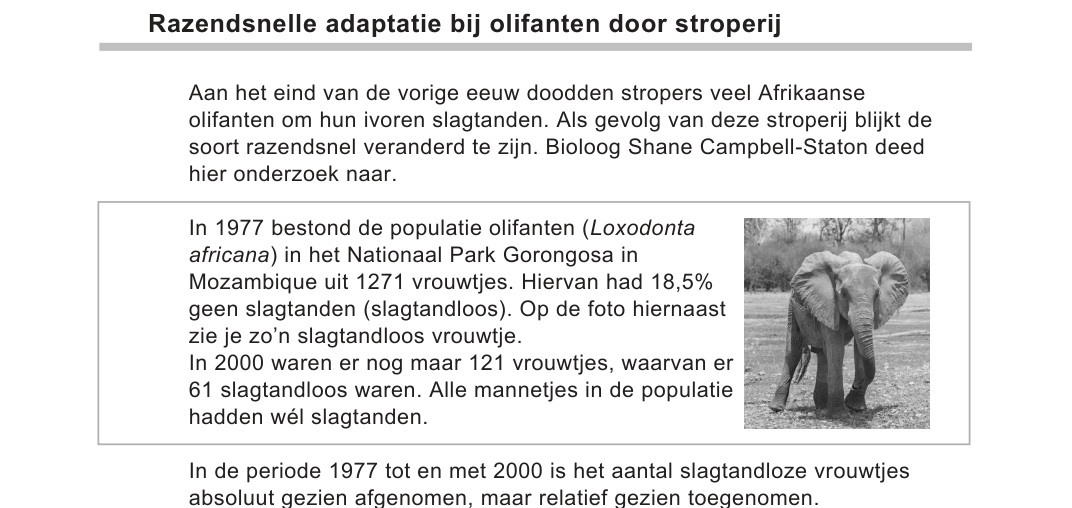 Razendsnelle adaptatie bij olifanten door stroperij
Aan het eind van de vorige eeuw doodden stropers veel Afrikaanse
olifanten om hun ivoren slagtanden. Als gevolg van deze stroperij blijkt de
soort razendsnel veranderd te zijn. Bioloog Shane Campbell-Staton deed
hier onderzoek naar.
In 1977 bestond de populatie olifanten (Loxodonta
africana) in het Nationaal Park Gorongosa in
Mozambique uit 1271 vrouwtjes. Hiervan had 18,5%
geen slagtanden (slagtandloos). Op de foto hiernaast
zie je zo’n slagtandloos vrouwtje.
In 2000 waren er nog maar 121 vrouwtjes, waarvan er
61 slagtandloos waren. Alle mannetjes in de populatie
hadden wél slagtanden.
In de periode 1977 tot en met 2000 is het aantal slagtandloze vrouwtjes
absoluut gezien afgenomen, maar relatief gezien toegenomen.